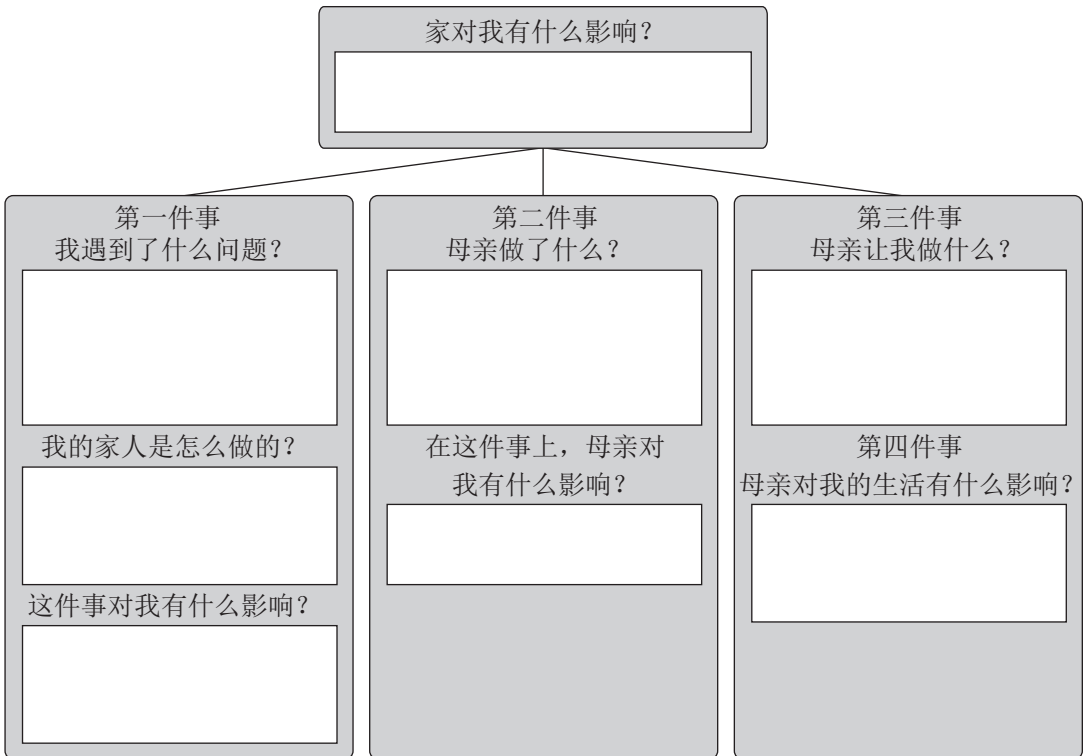 家对我有什么影响？
第一件事
我遇到了什么问题？
我的家人是怎么做的？
这件事对我有什么影响？
第二件事
母亲做了什么？
在这件事上，母亲对
我有什么影响？
第三件事
母亲让我做什么？
第四件事
母亲对我的生活有什么影响？